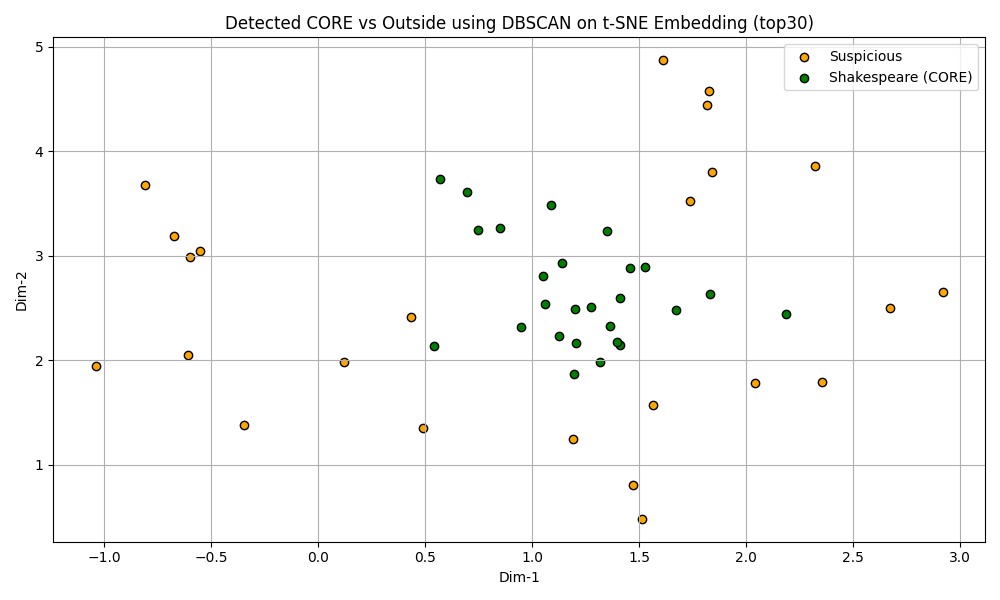 Detected CORE vs Outside using DBSCAN on t-SNE Embedding (top30)
Suspicious
Shakespeare (CORE)
5
4
3
2
1
Dim-2
−1.0 −0.5 0.0 0.5 1.0 1.5 2.0 2.5 3.0
Dim-1